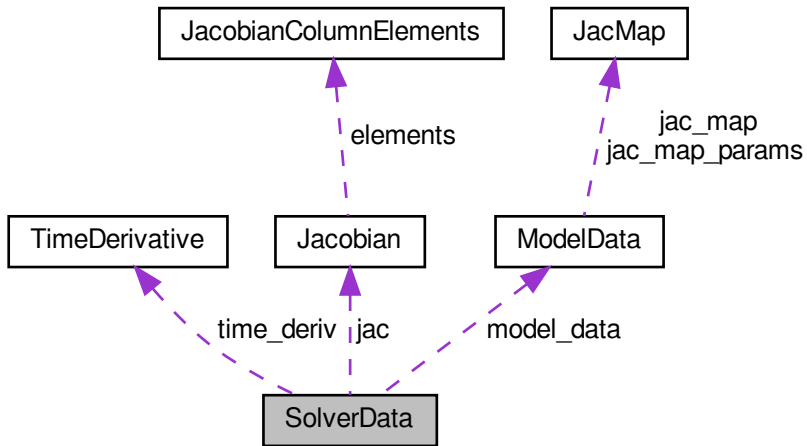 JacobianColumnElements
JacMap
elements
jac_map
jac_map_params
TimeDerivative
Jacobian
ModelData
time_deriv
jac
model_data
SolverData